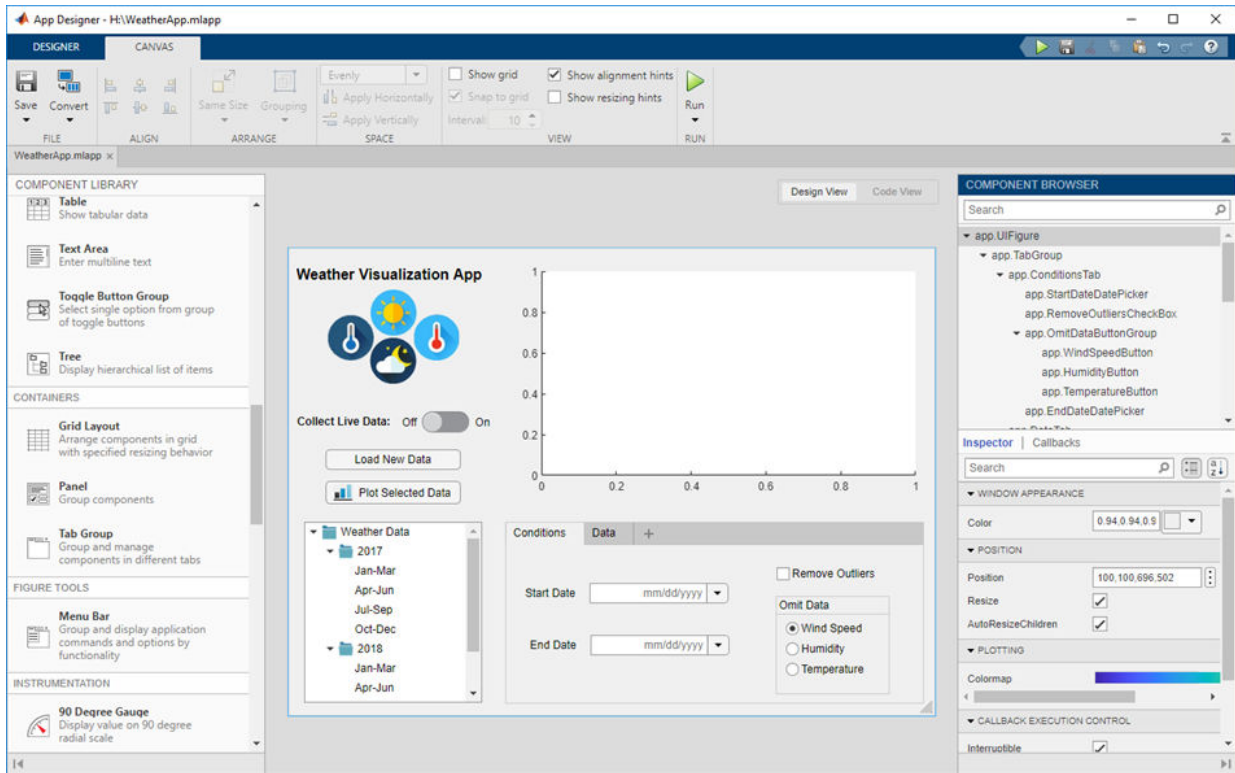 App Designer - H:\WeatherApp.mlapp
DESIGNER
CANVAS
Save
Convert
FILE
ALIGN
Same Size
Grouping
ARRANGE
Evenly
Apply Horizontally
Apply Vertically
SPACE
Show grid
Snap to grid
Interval: 10
Show alignment hints
Show resizing hints
VIEW
Run
RUN
WeatherApp.mlapp
COMPONENT LIBRARY
Table
Show tabular data
Text Area
Enter multiline text
Toggle Button Group
Select single option from group
of toggle buttons
Tree
Display hierarchical list of items
CONTAINERS
Grid Layout
Arrange components in grid
with specified resizing behavior
Panel
Group components
Tab Group
Group and manage
components in different tabs
FIGURE TOOLS
Menu Bar
Group and display application
commands and options by
functionality
INSTRUMENTATION
90 Degree Gauge
Display value on 90 degree
radial scale
Design View
Code View
Weather Visualization App
Collect Live Data: Off On
Load New Data
Plot Selected Data
1
0.8
0.6
0.4
0.2
0
0 0.2 0.4 0.6 0.8 1
Weather Data
2017
Jan-Mar
Apr-Jun
Jul-Sep
Oct-Dec
2018
Jan-Mar
Apr-Jun
Conditions
Data
+
Start Date mm/dd/yyyy
End Date mm/dd/yyyy
Remove Outliers
Omit Data
Wind Speed
Humidity
Temperature
COMPONENT BROWSER
Search
app.UIFigure
app.TabGroup
app.ConditionsTab
app.StartDateDatePicker
app.RemoveOutliersCheckBox
app.OmitDataButtonGroup
app.WindSpeedButton
app.HumidityButton
app.TemperatureButton
app.EndDateDatePicker
app.DataTab
Inspector | Callbacks
Search
WINDOW APPEARANCE
Color 0.94,0.94,0.9
POSITION
Position 100,100,696,502
Resize
AutoResizeChildren
PLOTTING
Colormap
CALLBACK EXECUTION CONTROL
Interruptible